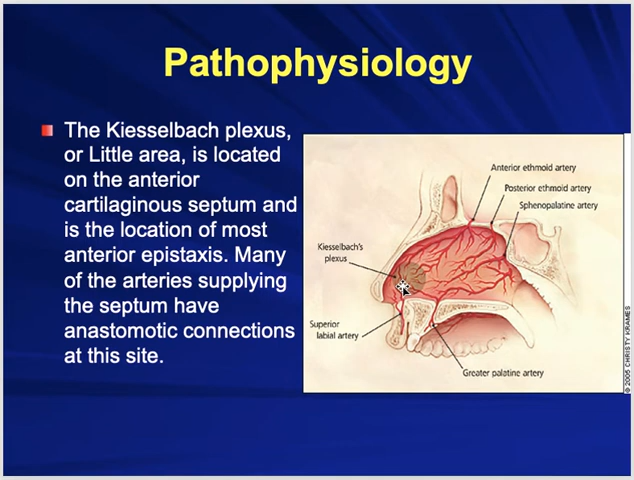 Pathophysiology
The Kiesselbach plexus,
or Little area, is located
on the anterior
cartilaginous septum and
is the location of most
anterior epistaxis. Many
of the arteries supplying
the septum have
anastomotic connections
at this site.
Anterior ethmoid artery
Posterior ethmoid artery
Sphenopalatine artery
Kiesselbach's
plexus
Superior
labial artery
Greater palatine artery
© 2005 CHRISTY KRAMES